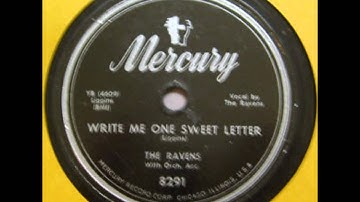 Mercury
YB (4609)
Lippins
(BMI)
Vocal by
The Ravens
WRITE ME ONE SWEET LETTER
(Lippins)
THE RAVENS
With Orch. Acc.
8291
MERCURY RECORD CORP. CHICAGO, ILLINOIS, U.S.A.